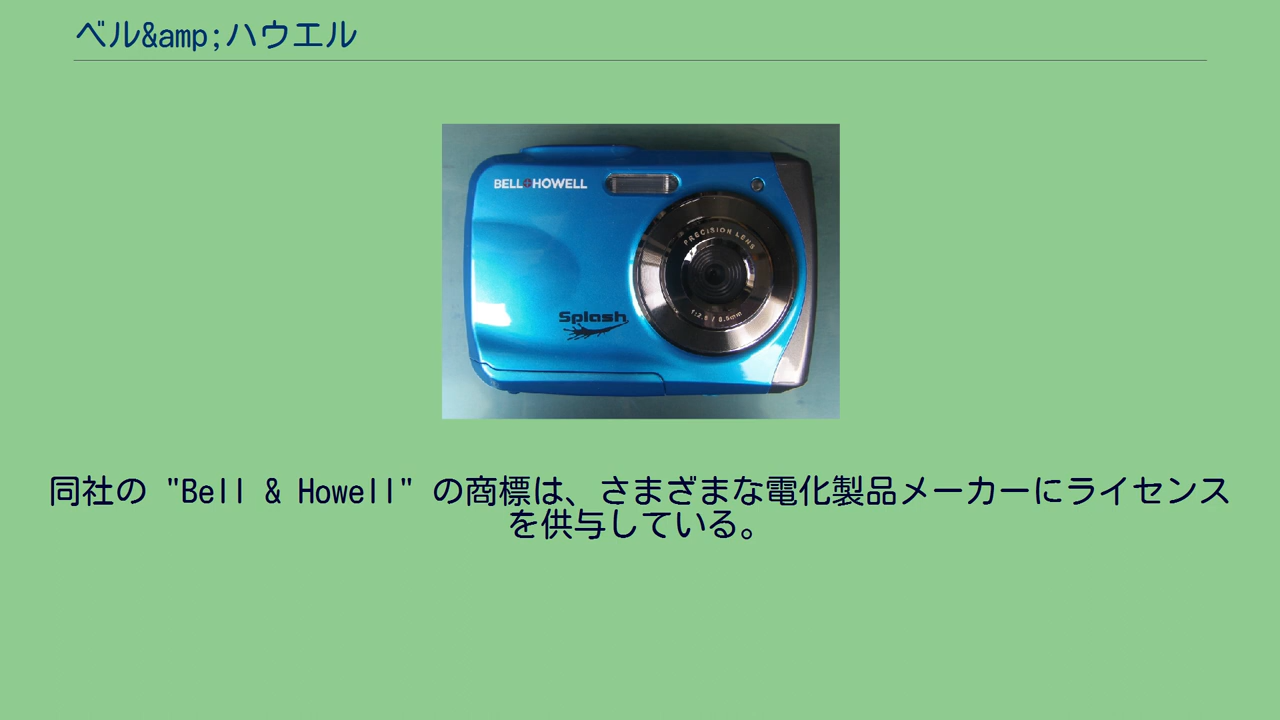 ベル&amp;ハウエル
BELL+HOWELL
PRECISION LENS
Splash
同社の "Bell & Howell" の商標は、さまざまな電化製品メーカーにライセンス
を供与している。